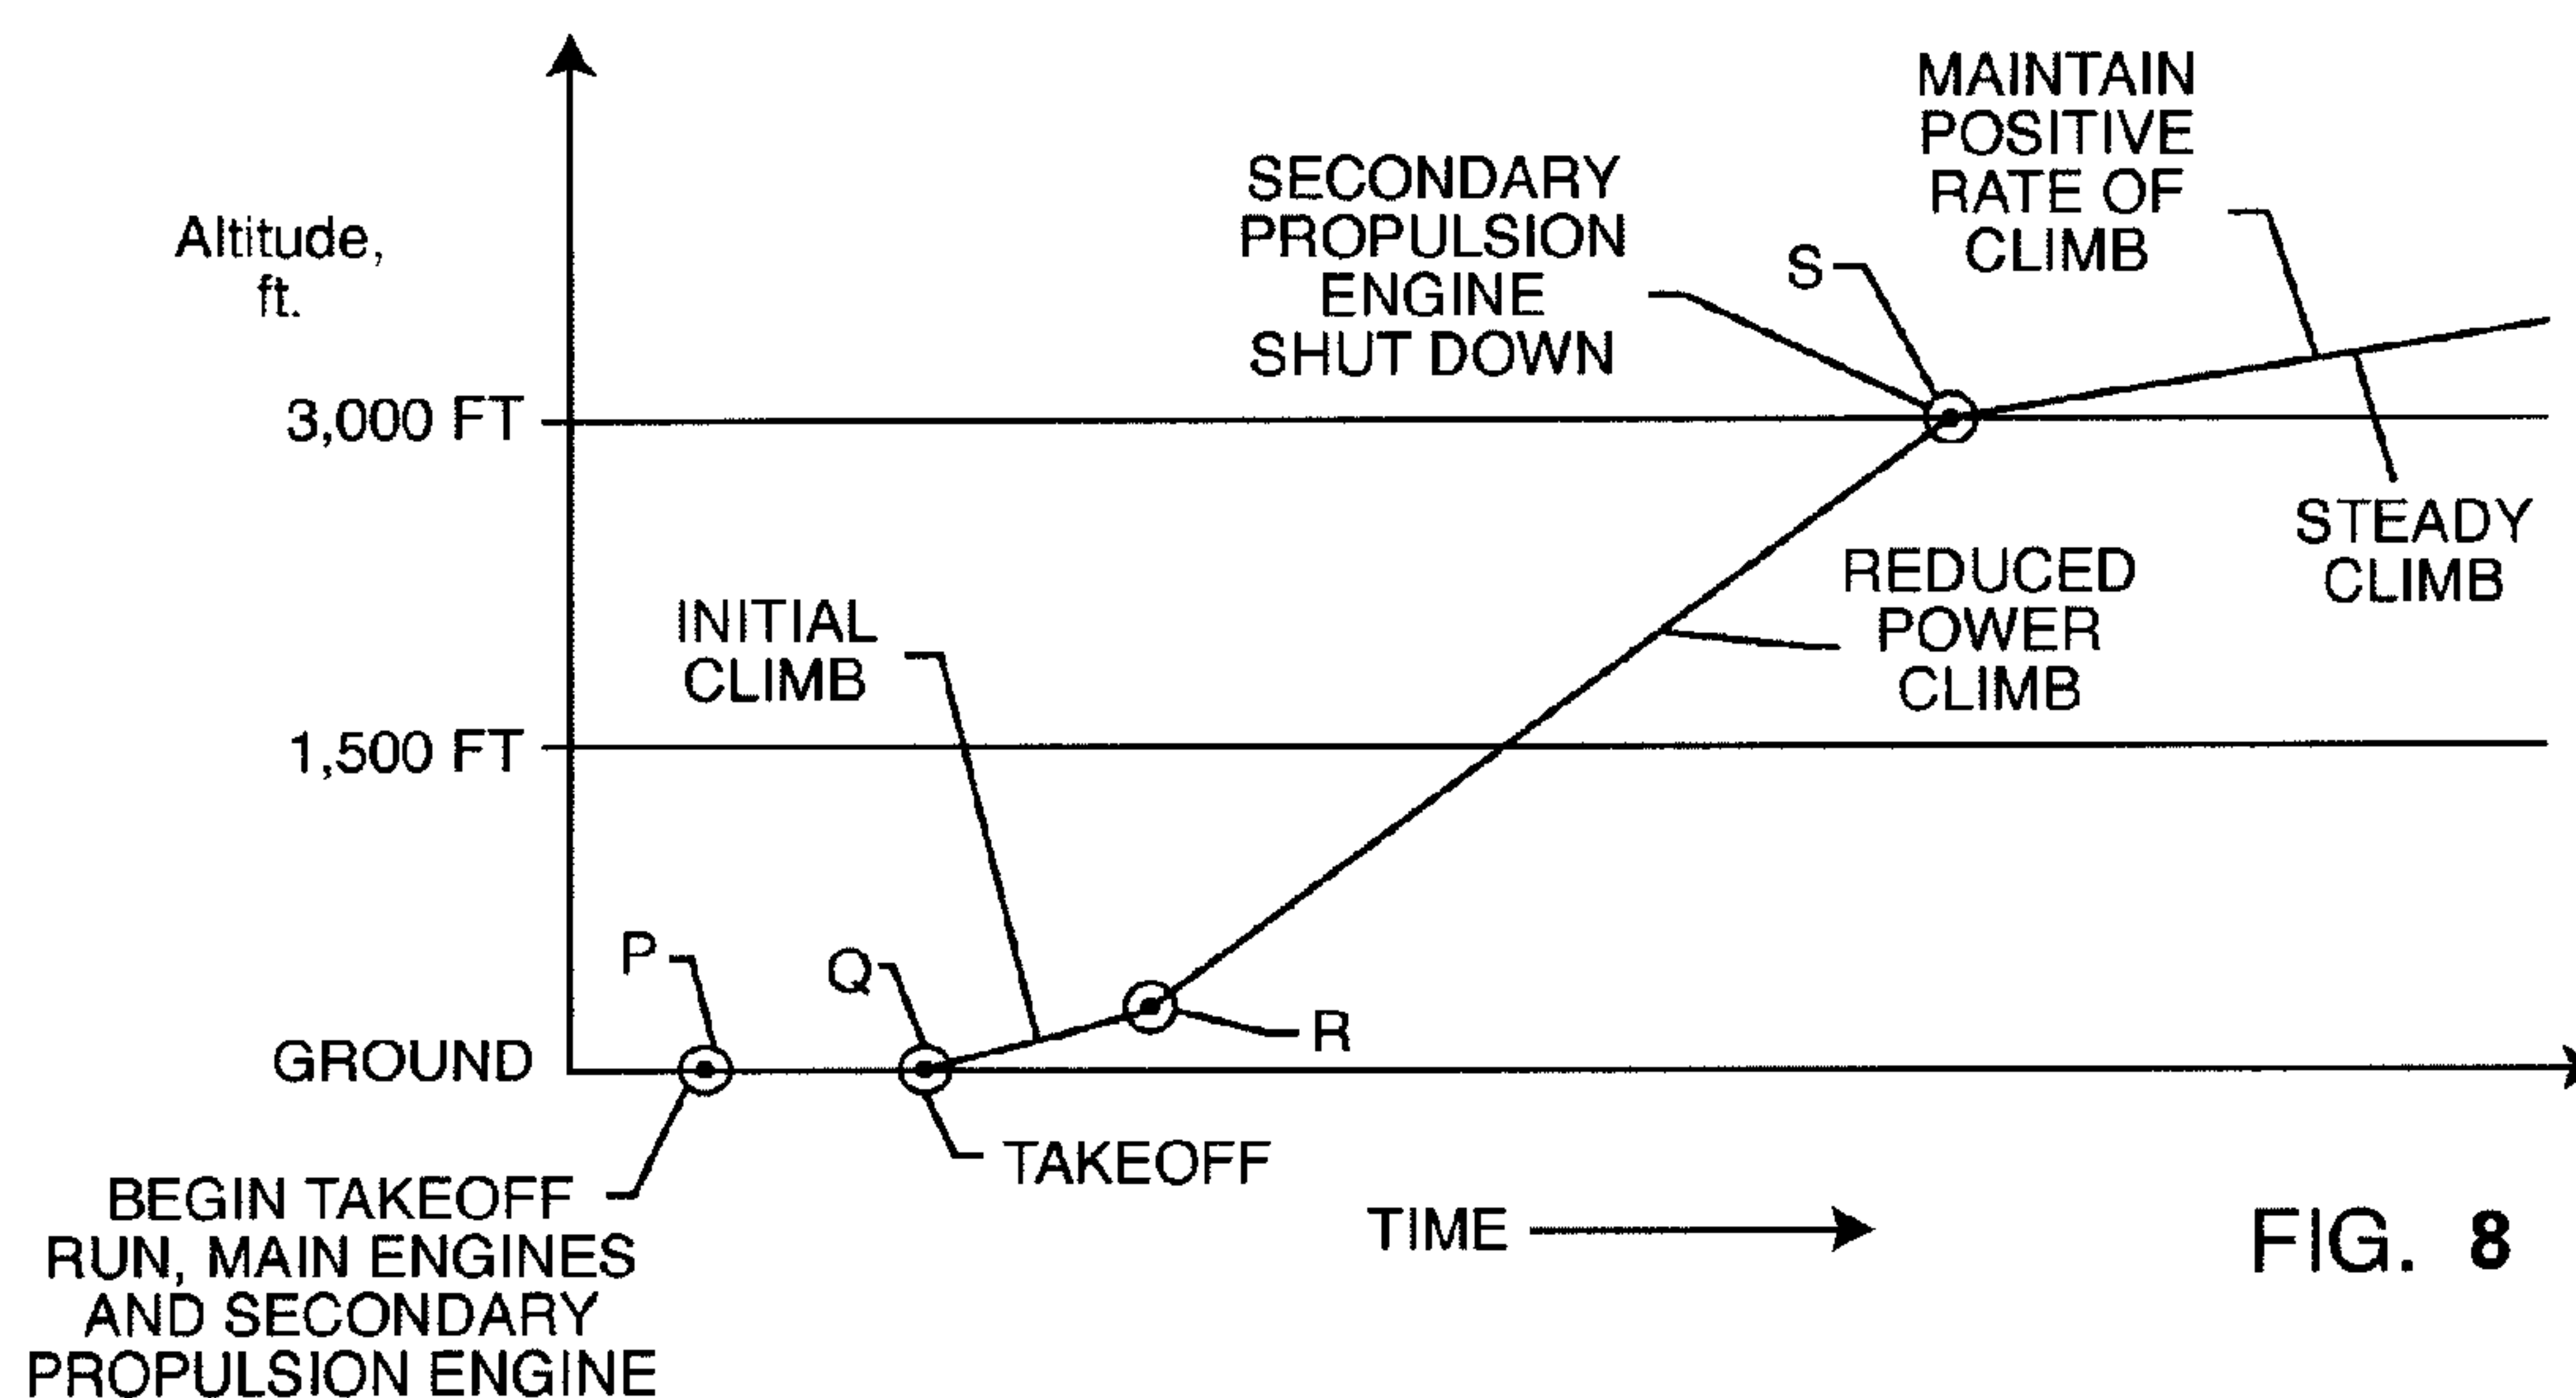 MAINTAIN
POSITIVE
RATE OF
CLIMB
SECONDARY
PROPULSION
ENGINE
SHUT DOWN
S
Altitude,
ft.
3,000 FT
STEADY
CLIMB
REDUCED
POWER
CLIMB
INITIAL
CLIMB
1,500 FT
P
Q
R
GROUND
TAKEOFF
BEGIN TAKEOFF
RUN, MAIN ENGINES
AND SECONDARY
PROPULSION ENGINE
TIME
FIG. 8